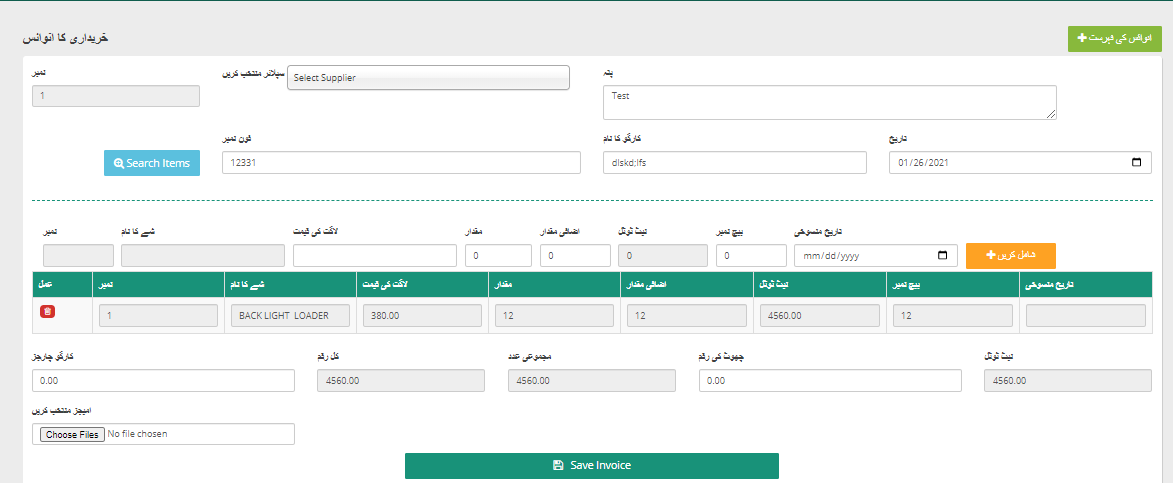 خریداری کا انوائس
انوائس کی فہرست
نمبر
سپلائر منتخب کریں
پتہ
1
Select Supplier
Test
فون نمبر
کارگو کا نام
تاریخ
Search Items
12331
dlskd;lfs
01/26/2021
نمبر
شے کا نام
لاگت کی قیمت
مقدار
اضافی مقدار
نیٹ ٹوٹل
بیچ نمبر
تاریخ منسوخی
0
0
0
0
mm/dd/yyyy
شامل کریں
عمل
نمبر
شے کا نام
لاگت کی قیمت
مقدار
اضافی مقدار
نیٹ ٹوٹل
بیچ نمبر
تاریخ منسوخی
1
BACK LIGHT LOADER
380.00
12
12
4560.00
12
کارگو چارجز
کل رقم
مجموعی عدد
چھوٹ کی رقم
نیٹ ٹوٹل
0.00
4560.00
4560.00
0.00
4560.00
امیجز منتخب کریں
Choose Files No file chosen
Save Invoice